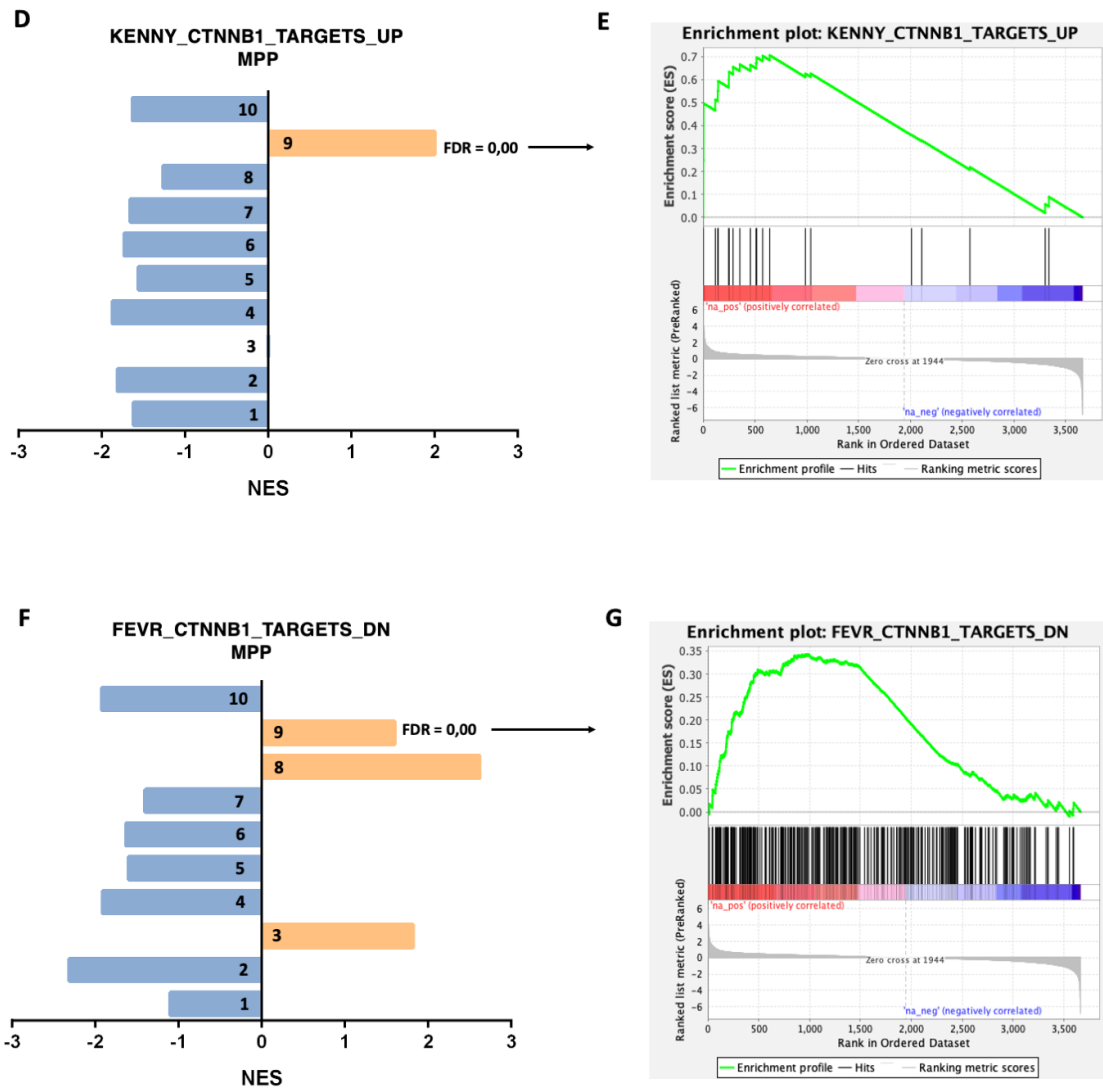 D
KENNY_CTNNB1_TARGETS_UP
MPP
10
9
FDR = 0,00
8
7
6
5
4
3
2
1
-3 -2 -1 0 1 2 3
NES
E
Enrichment plot: KENNY_CTNNB1_TARGETS_UP
Enrichment score (ES)
0.7
0.6
0.5
0.4
0.3
0.2
0.1
0.0
'na_pos' (positively correlated)
Ranked list metric (PreRanked)
6
4
2
0
-2
-4
-6
Zero cross at 1944
'na_neg' (negatively correlated)
0 500 1,000 1,500 2,000 2,500 3,000 3,500
Rank in Ordered Dataset
Enrichment profile Hits Ranking metric scores
F
FEVR_CTNNB1_TARGETS_DN
MPP
10
9
FDR = 0,00
8
7
6
5
4
3
2
1
-3 -2 -1 0 1 2 3
NES
G
Enrichment plot: FEVR_CTNNB1_TARGETS_DN
Enrichment score (ES)
0.35
0.30
0.25
0.20
0.15
0.10
0.05
0.00
'na_pos' (positively correlated)
Ranked list metric (PreRanked)
6
4
2
0
-2
-4
-6
Zero cross at 1944
'na_neg' (negatively correlated)
0 500 1,000 1,500 2,000 2,500 3,000 3,500
Rank in Ordered Dataset
Enrichment profile Hits Ranking metric scores